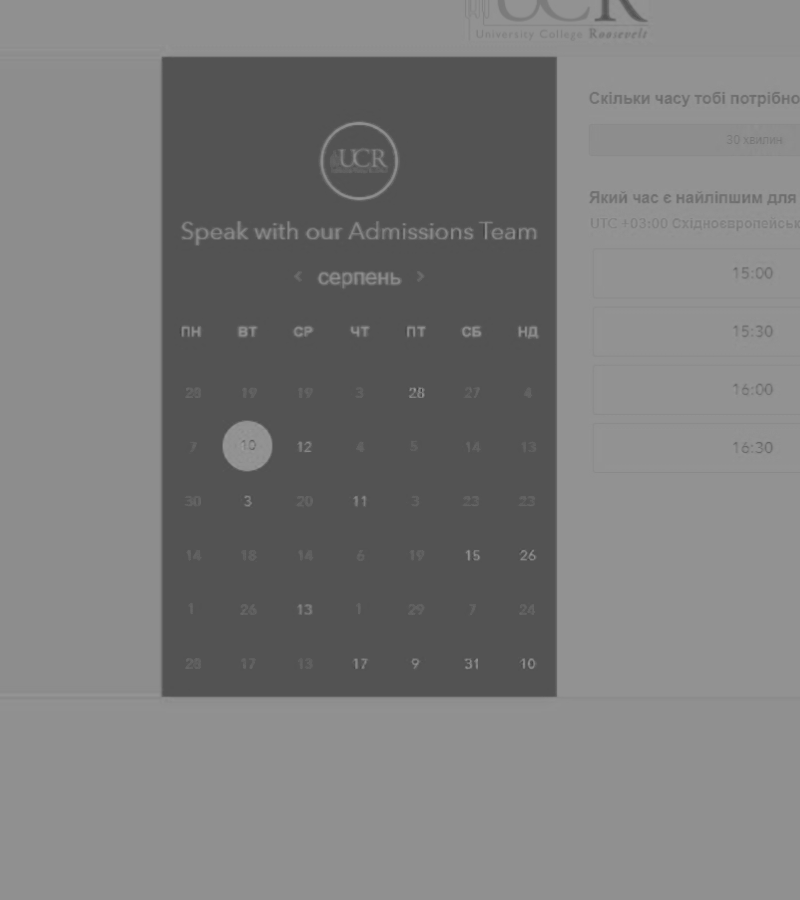 UCR
University College Roosevelt
UCR
Speak with our Admissions Team
< серпень >
ПН ВТ СР ЧТ ПТ СБ НД
28 19 19 3 28 27 4
7 10 12 4 5 14 13
30 3 20 11 3 23 23
14 18 14 6 19 15 26
1 26 13 1 29 7 24
28 17 13 17 9 31 10
Скільки часу тобі потрібно
30 хвилин
Який час є найліпшим для
UTC +03:00 Східноєвропейськ
15:00
15:30
16:00
16:30